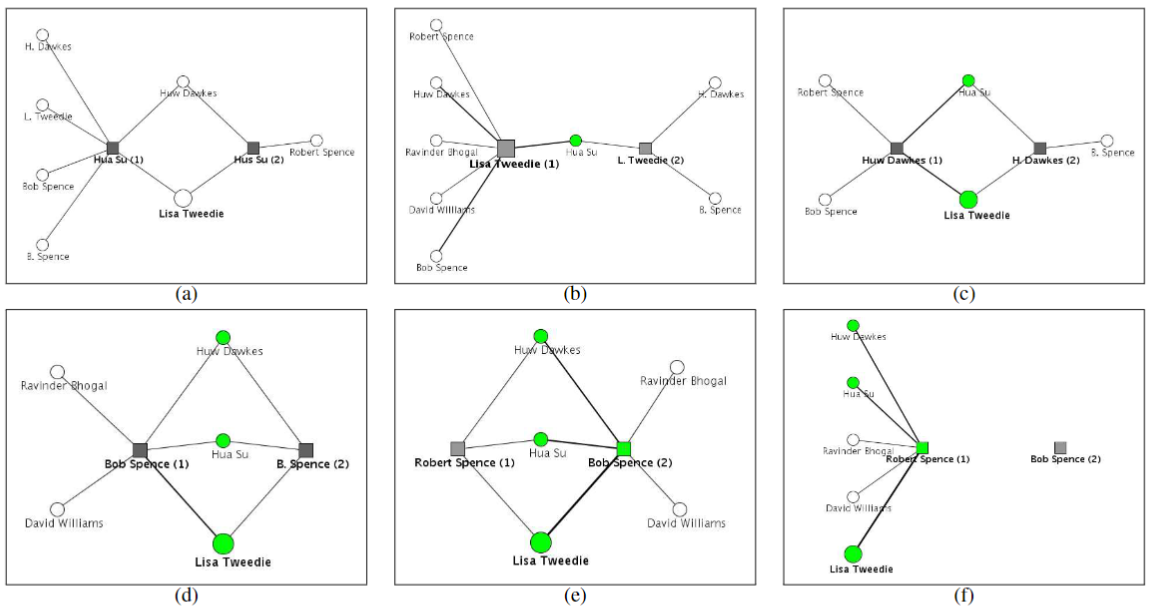 H. Dawkes
L. Tweedie
Bob Spence
B. Spence
Huw Dawkes
Hua Su (1)
Hus Su (2)
Robert Spence
Lisa Tweedie
(a)
Robert Spence
Huw Dawkes
Ravinder Bhogal
David Williams
Bob Spence
Lisa Tweedie (1)
Hua Su
L. Tweedie (2)
H. Dawkes
B. Spence
(b)
Robert Spence
Bob Spence
Hua Su
Huw Dawkes (1)
H. Dawkes (2)
B. Spence
Lisa Tweedie
(c)
Huw Dawkes
Ravinder Bhogal
Hua Su
Bob Spence (1)
B. Spence (2)
David Williams
Lisa Tweedie
(d)
Huw Dawkes
Ravinder Bhogal
Hua Su
Robert Spence (1)
Bob Spence (2)
David Williams
Lisa Tweedie
(e)
Huw Dawkes
Hua Su
Ravinder Bhogal
Robert Spence (1)
Bob Spence (2)
David Williams
Lisa Tweedie
(f)